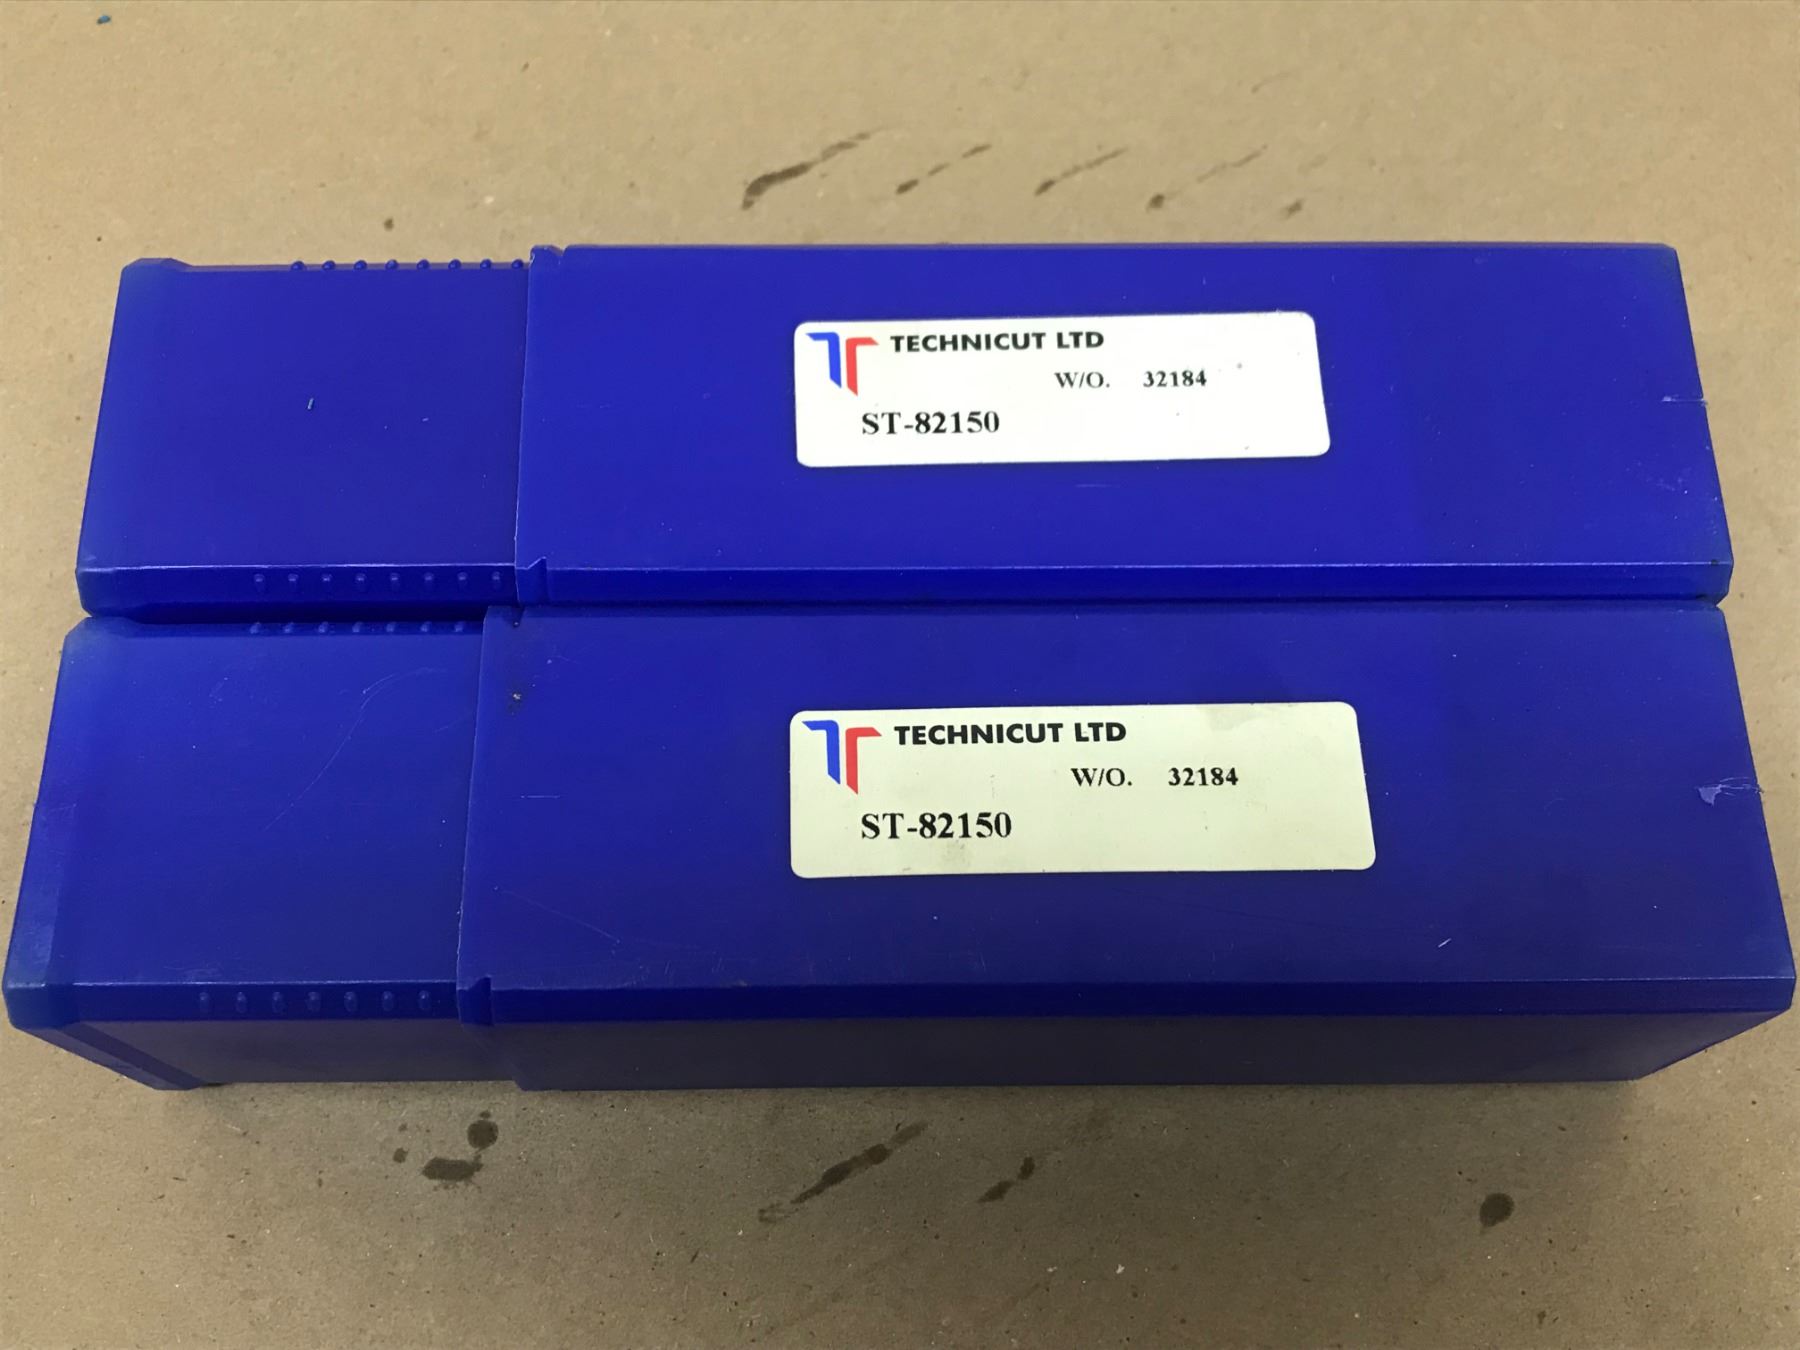 TECHNICUT LTD
W/O. 32184
ST-82150
TECHNICUT LTD
W/O. 32184
ST-82150